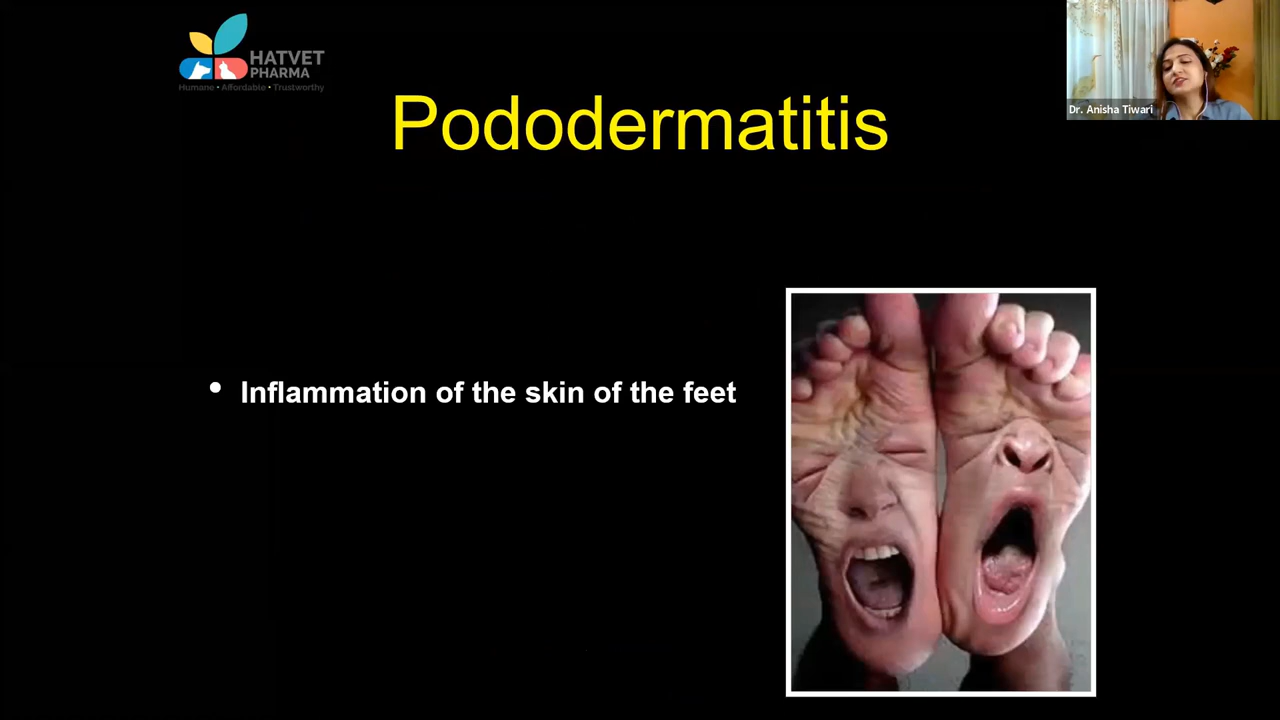 HATVET
PHARMA
Humane • Affordable • Trustworthy
Dr. Anisha Tiwari
Pododermatitis
• Inflammation of the skin of the feet